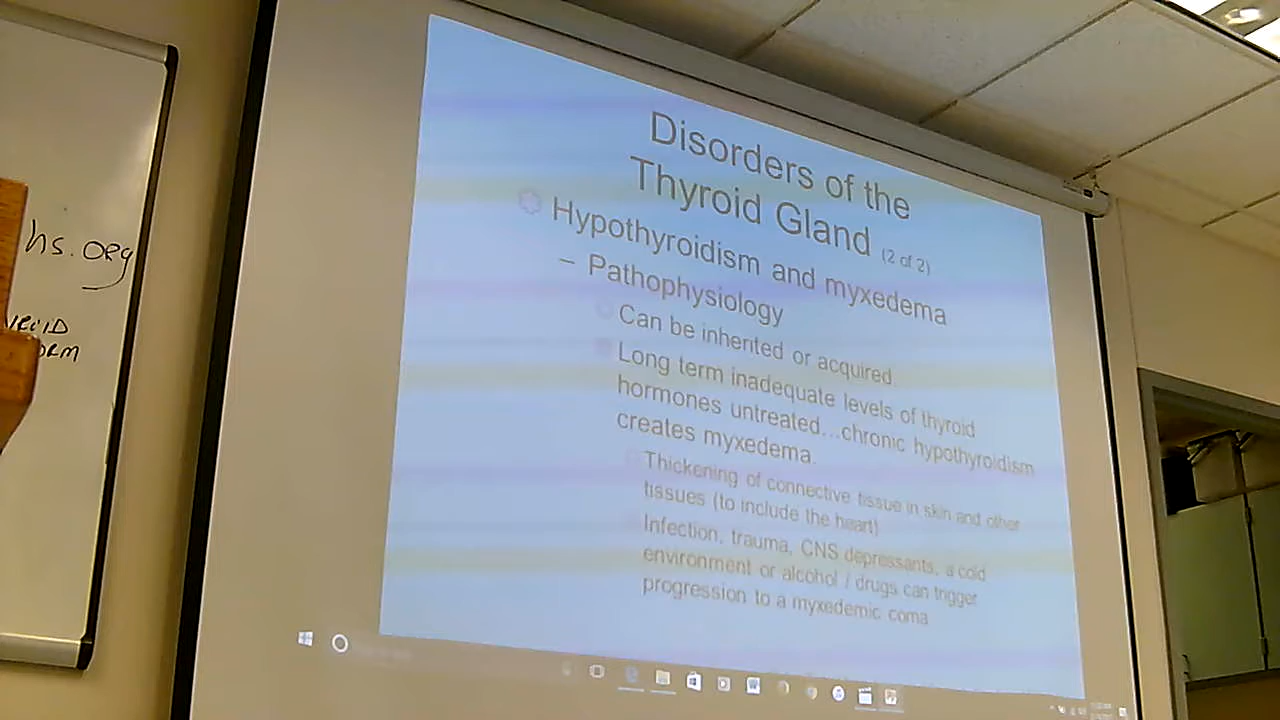 hs.org
Disorders of the
Thyroid Gland (2 of 2)
Hypothyroidism and myxedema
– Pathophysiology
Can be inherited or acquired.
Long term inadequate levels of thyroid
hormones untreated...chronic hypothyroidism
creates myxedema.
Thickening of connective tissue in skin and other
tissues (to include the heart)
Infection, trauma, CNS depressants, a cold
environment or alcohol / drugs can trigger
progression to a myxedemic coma